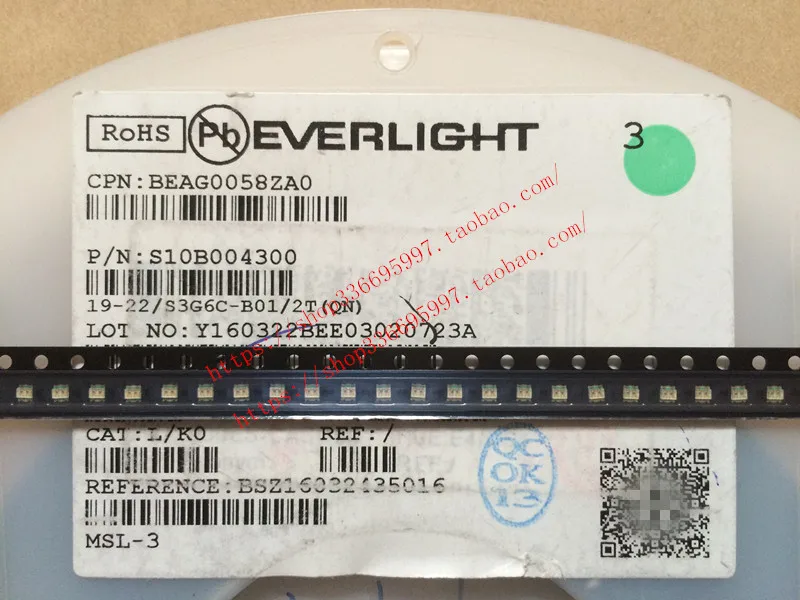 RoHS Pb EVERLIGHT 3
CPN:BEAG0058ZA0
P/N:S10B004300
19-22/S3G6C-B01/2T(QN)
LOT NO:Y160322BEE03020723A
https://shop336695997.taobao.com/
https://shop336695997.taobao.com/
CAT:L/K0 REF:/
REFERENCE:BSZ16032435016
QC
OK
13
MSL-3